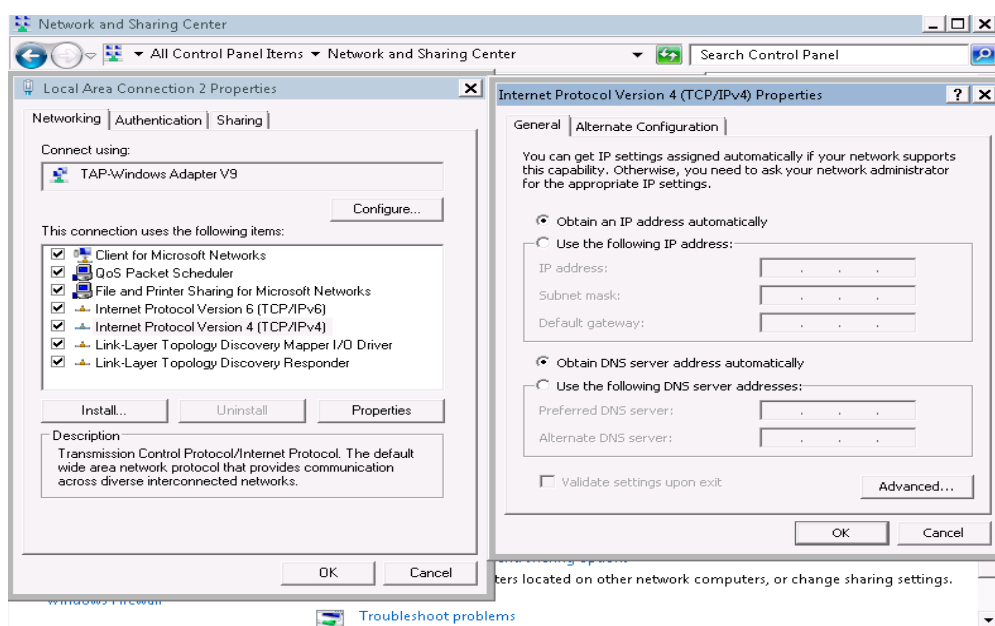 Network and Sharing Center
All Control Panel Items Network and Sharing Center
Search Control Panel
Local Area Connection 2 Properties
Networking Authentication Sharing
Connect using:
TAP-Windows Adapter V9
Configure...
This connection uses the following items:
Client for Microsoft Networks
QoS Packet Scheduler
File and Printer Sharing for Microsoft Networks
Internet Protocol Version 6 (TCP/IPv6)
Internet Protocol Version 4 (TCP/IPv4)
Link-Layer Topology Discovery Mapper I/O Driver
Link-Layer Topology Discovery Responder
Install... Uninstall Properties
Description
Transmission Control Protocol/Internet Protocol. The default
wide area network protocol that provides communication
across diverse interconnected networks.
OK Cancel
Internet Protocol Version 4 (TCP/IPv4) Properties
General Alternate Configuration
You can get IP settings assigned automatically if your network supports
this capability. Otherwise, you need to ask your network administrator
for the appropriate IP settings.
Obtain an IP address automatically
Use the following IP address:
IP address:
Subnet mask:
Default gateway:
Obtain DNS server address automatically
Use the following DNS server addresses:
Preferred DNS server:
Alternate DNS server:
Validate settings upon exit
Advanced...
OK Cancel
ters located on other network computers, or change sharing settings.
Windows Firewall
Troubleshoot problems